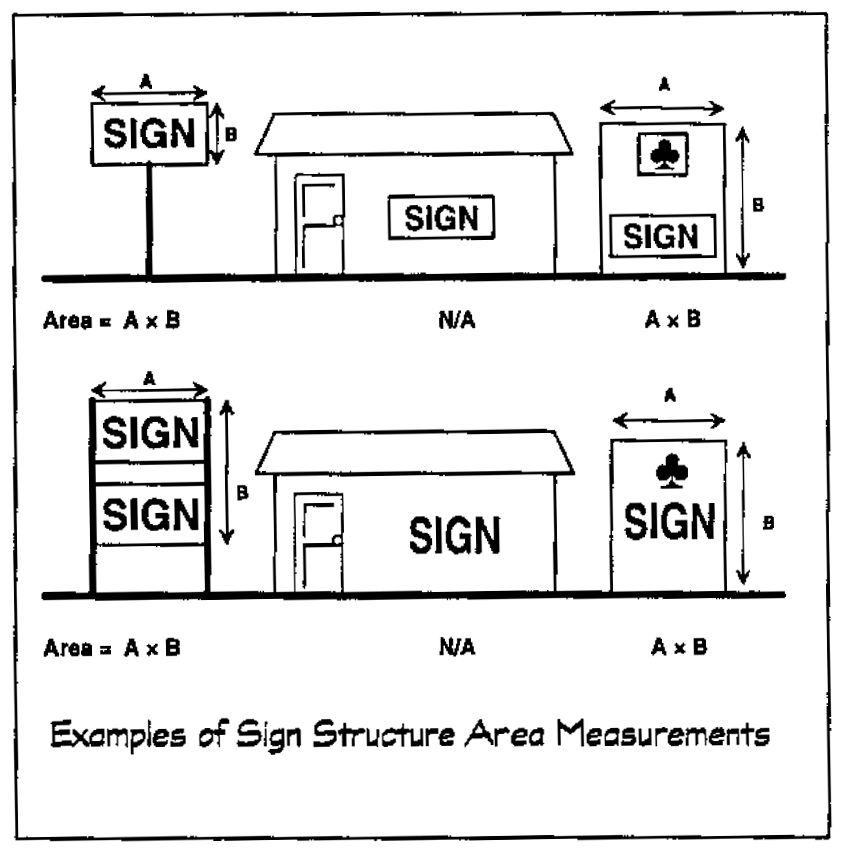 A A
SIGN B SIGN SIGN B
Area = A x B N/A A x B
A A
SIGN
SIGN B SIGN SIGN B
Area = A x B N/A A x B
Examples of Sign Structure Area Measurements